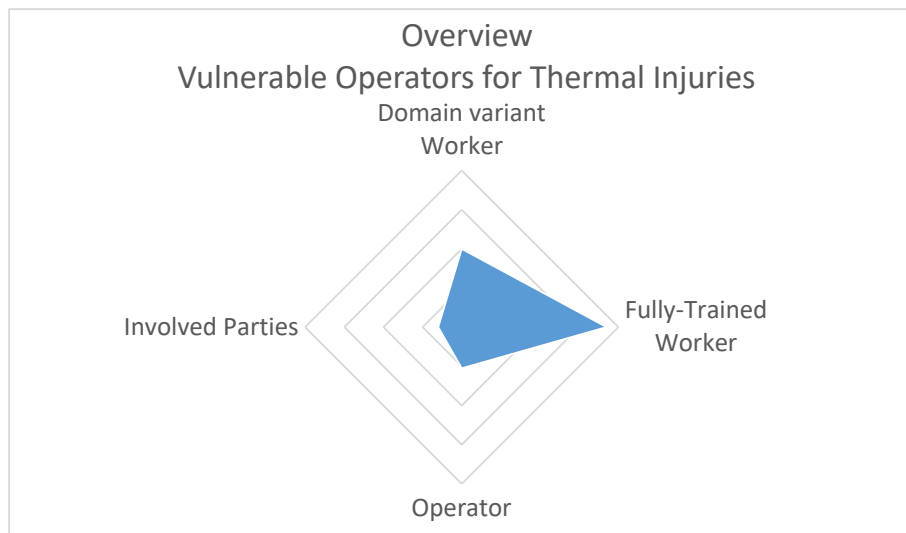 Overview
Vulnerable Operators for Thermal Injuries
Domain variant
Worker
Fully-Trained
Worker
Involved Parties
Operator